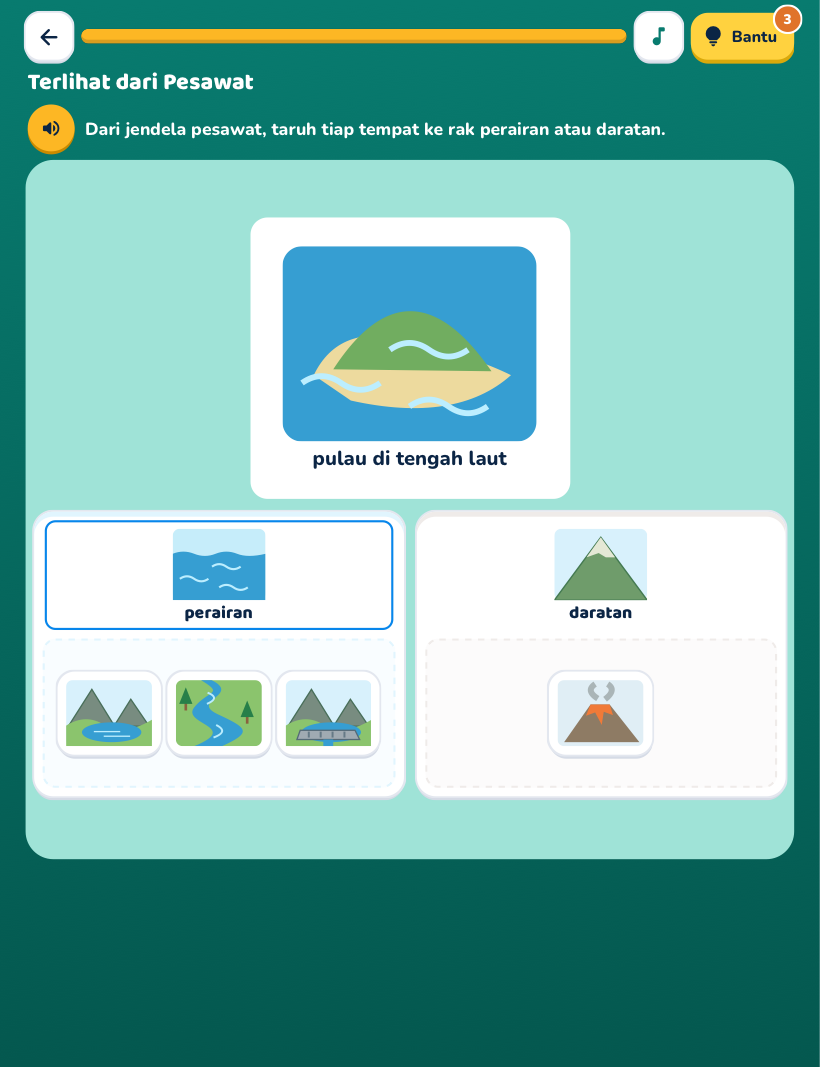 3
Bantu
Terlihat dari Pesawat
Dari jendela pesawat, taruh tiap tempat ke rak perairan atau daratan.
pulau di tengah laut
perairan
daratan